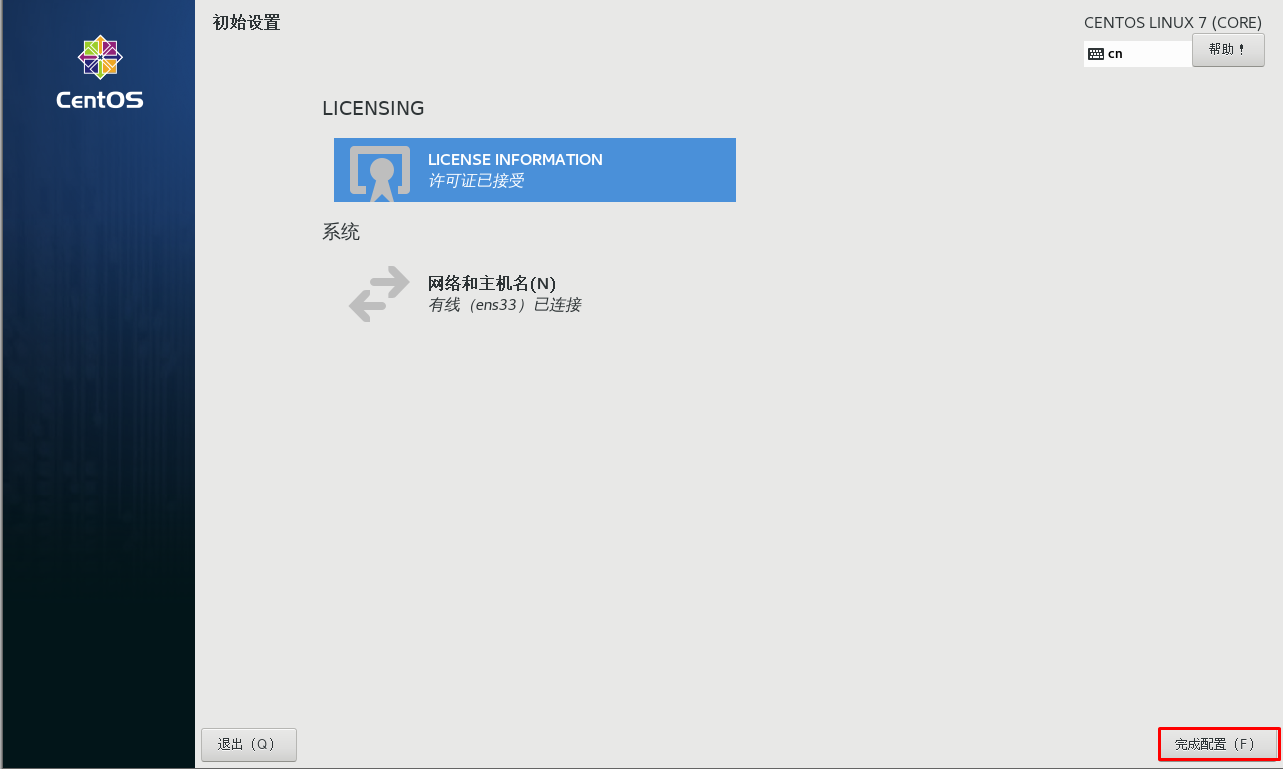 CentOS
初始设置
CENTOS LINUX 7 (CORE)
cn
帮助！
LICENSING
LICENSE INFORMATION
许可证已接受
系统
网络和主机名(N)
有线（ens33）已连接
退出（Q）
完成配置（F）